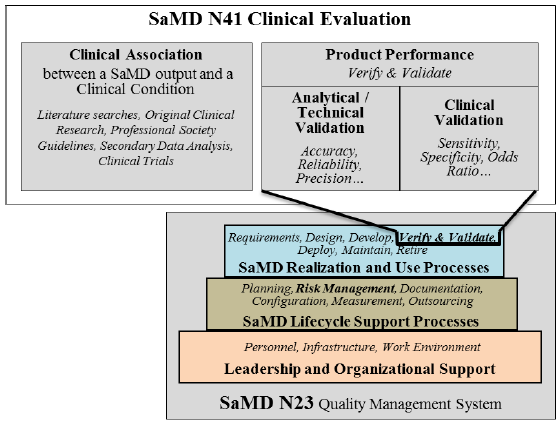 SaMD N41 Clinical Evaluation
Clinical Association
between a SaMD output and a
Clinical Condition
Literature searches, Original Clinical
Research, Professional Society
Guidelines, Secondary Data Analysis,
Clinical Trials
Product Performance
Verify & Validate
Analytical /
Technical
Validation
Accuracy,
Reliability,
Precision…
Clinical
Validation
Sensitivity,
Specificity, Odds
Ratio…
Requirements, Design, Develop, Verify & Validate,
Deploy, Maintain, Retire
SaMD Realization and Use Processes
Planning, Risk Management, Documentation,
Configuration, Measurement, Outsourcing
SaMD Lifecycle Support Processes
Personnel, Infrastructure, Work Environment
Leadership and Organizational Support
SaMD N23 Quality Management System